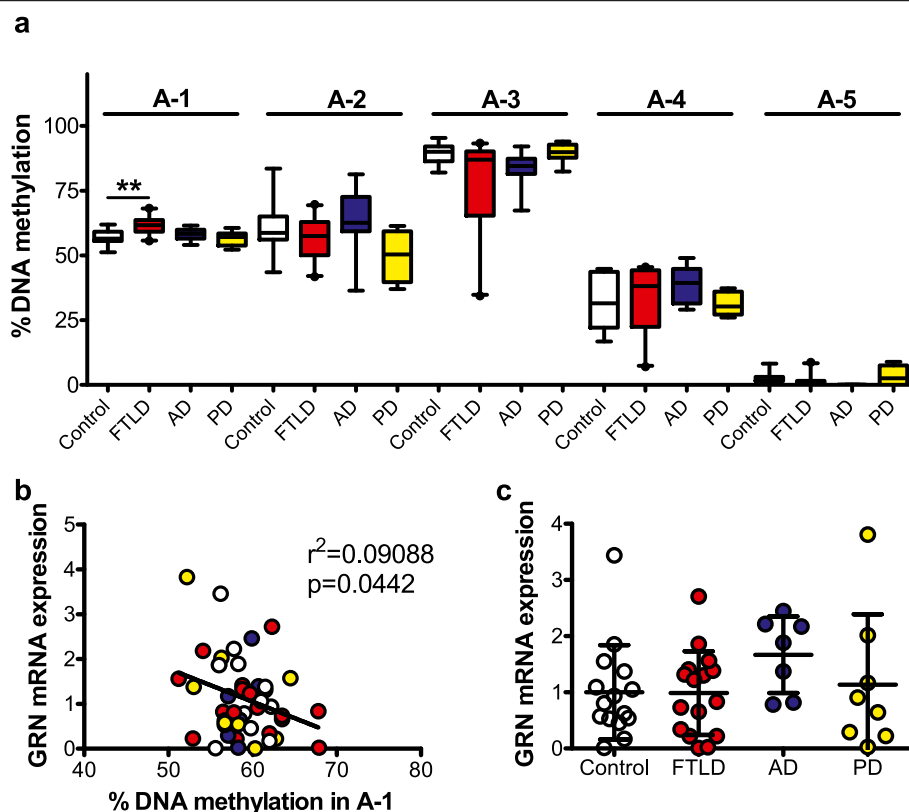 a
A-1 A-2 A-3 A-4 A-5
**
% DNA methylation
100
75
50
25
0
Control FTLD AD PD Control FTLD AD PD Control FTLD AD PD Control FTLD AD PD Control FTLD AD PD
b
GRN mRNA expression
5
4
3
2
1
0
r²=0.09088
p=0.0442
40 50 60 70 80
% DNA methylation in A-1
c
GRN mRNA expression
4
3
2
1
0
Control FTLD AD PD